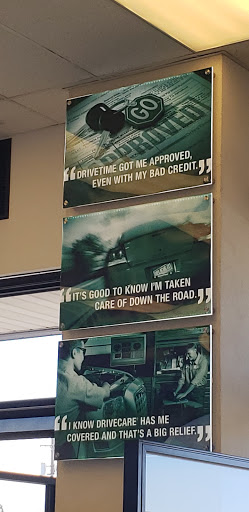 GO
APPROVED
“DRIVETIME GOT ME APPROVED,
EVEN WITH MY BAD CREDIT.”
“IT'S GOOD TO KNOW I'M TAKEN
CARE OF DOWN THE ROAD.”
“I KNOW DRIVECARE HAS ME
COVERED AND THAT'S A BIG RELIEF.”